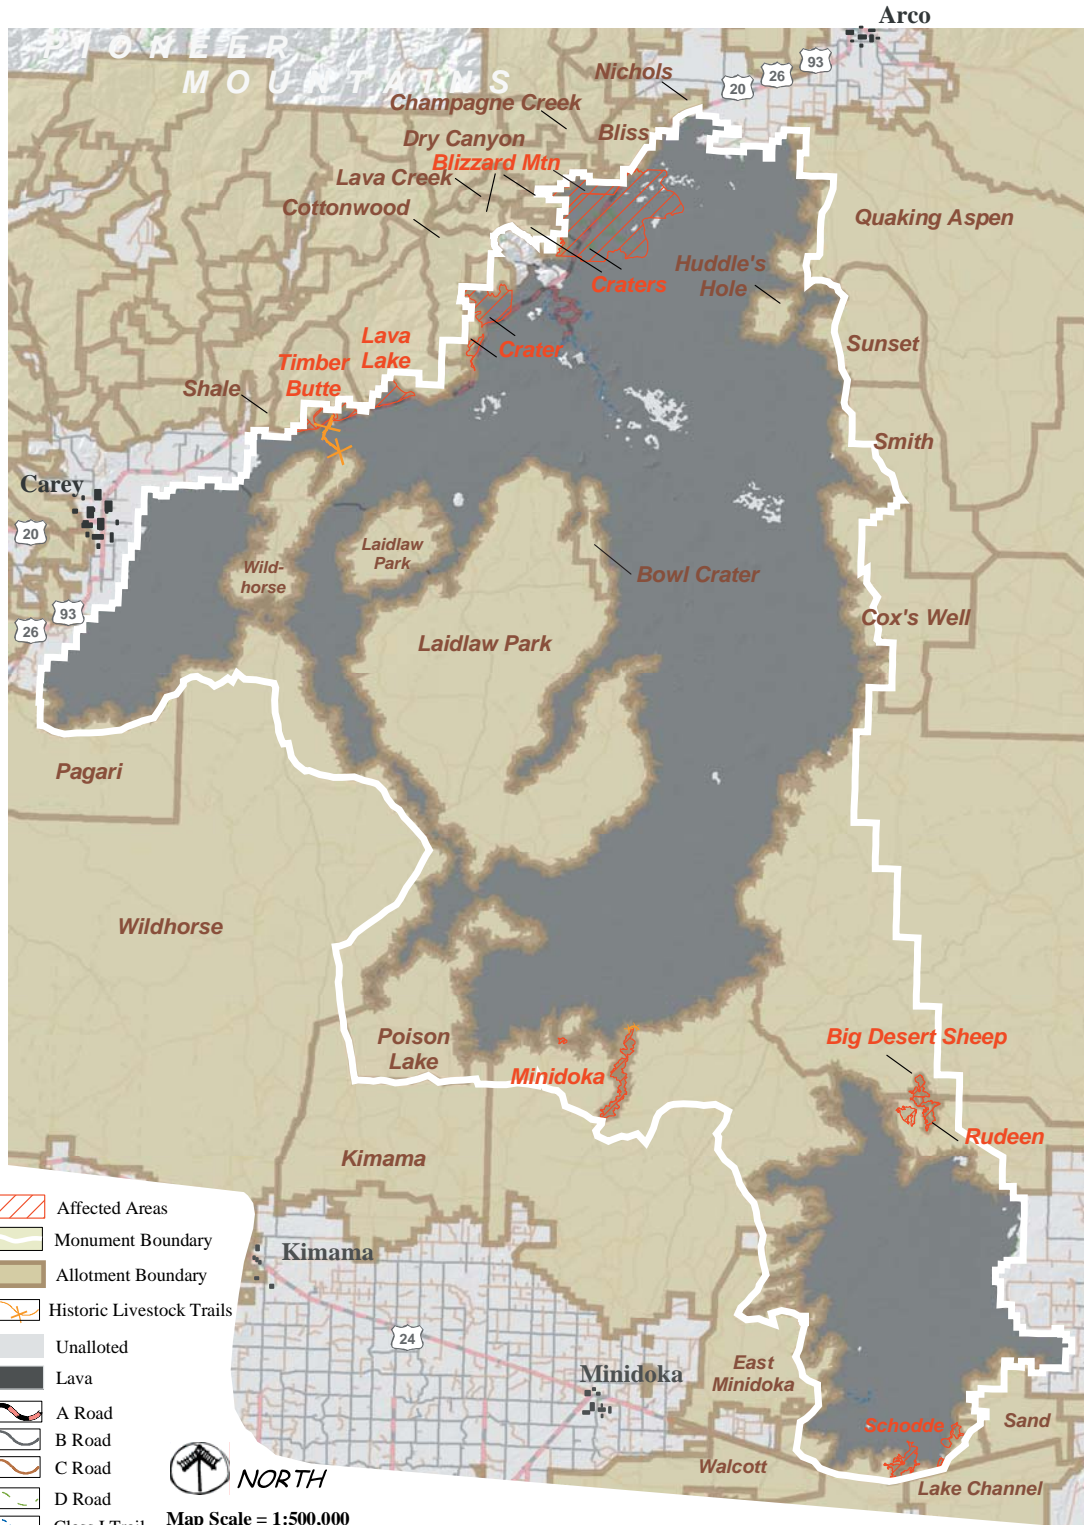 Arco
PIONEER
MOUNTAINS
Nichols
93
26
20
Champagne Creek
Bliss
Dry Canyon
Blizzard Mtn
Lava Creek
Cottonwood
Quaking Aspen
Huddle's
Hole
Craters
Lava
Lake
Crater
Sunset
Timber
Butte
Shale
Smith
Carey
20
Laidlaw
Park
Wild-
horse
Bowl Crater
93
26
Cox's Well
Laidlaw Park
Pagari
Wildhorse
Poison
Lake
Big Desert Sheep
Minidoka
Rudeen
Kimama
Affected Areas
Monument Boundary
Kimama
Allotment Boundary
Historic Livestock Trails
24
Unalloted
Lava
East
Minidoka
Minidoka
A Road
Schodde
Sand
B Road
C Road
Walcott
NORTH
Lake Channel
D Road
Class I Trail
Map Scale = 1:500,000